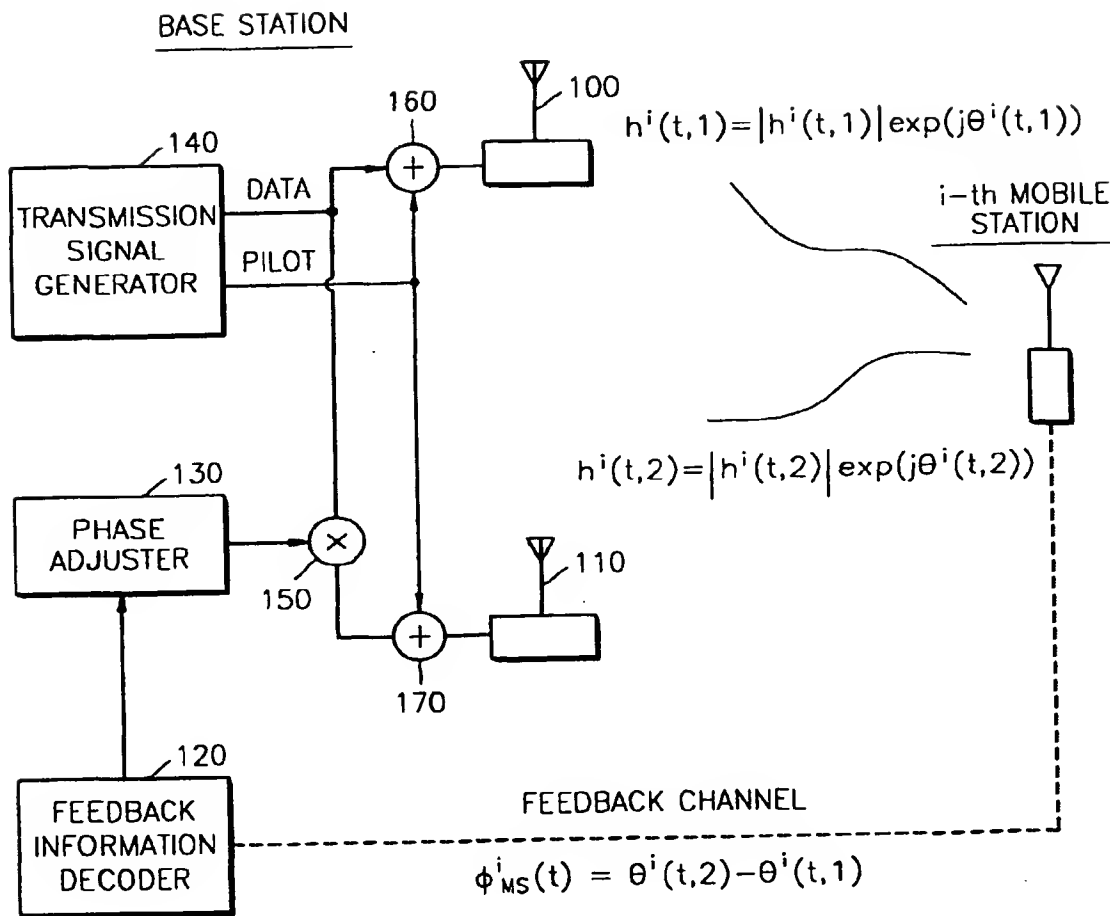 BASE STATION
160
100
h^i(t,1)=|h^i(t,1)|exp(jθ^i(t,1))
140
TRANSMISSION
SIGNAL
GENERATOR
DATA
PILOT
+
i-th MOBILE
STATION
h^i(t,2)=|h^i(t,2)|exp(jθ^i(t,2))
130
PHASE
ADJUSTER
×
150
110
+
170
120
FEEDBACK
INFORMATION
DECODER
FEEDBACK CHANNEL
ϕ^i_MS(t) = θ^i(t,2)-θ^i(t,1)